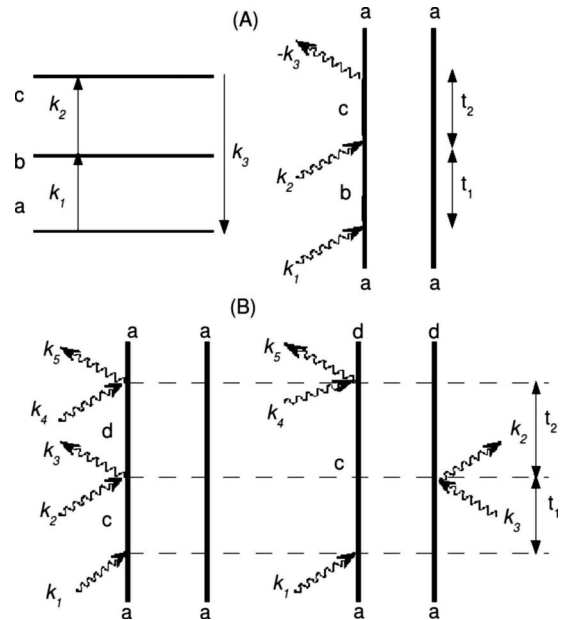 (A)
c
b
a
k₂
k₁
k₃
a
a
-k₃
c
k₂
b
k₁
t₂
t₁
a
a
(B)
a
a
d
d
k₅
k₄
d
k₃
k₂
c
k₁
a
a
k₅
k₄
c
k₁
k₂
k₃
t₂
t₁
a
a